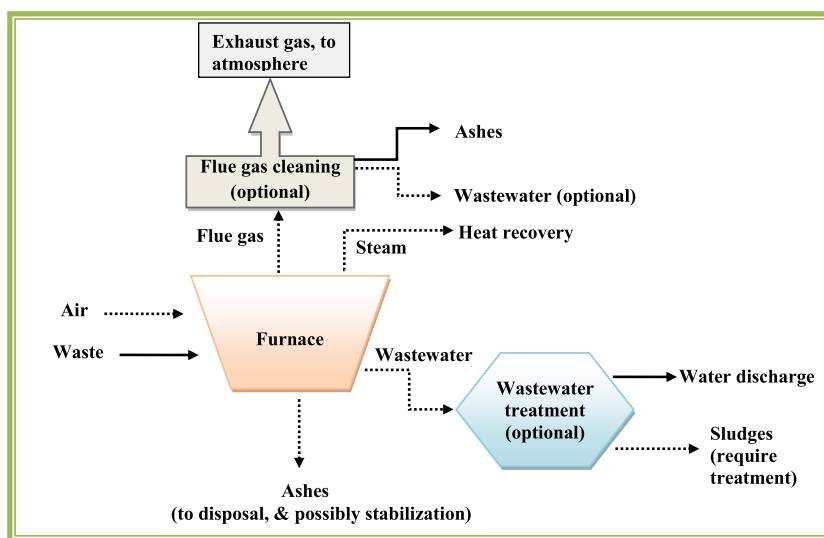 Exhaust gas, to
atmosphere
Ashes
Flue gas cleaning
(optional)
Wastewater (optional)
Flue gas
Steam
Heat recovery
Air
Furnace
Waste
Wastewater
Wastewater
treatment
(optional)
Water discharge
Sludges
(require
treatment)
Ashes
(to disposal, & possibly stabilization)